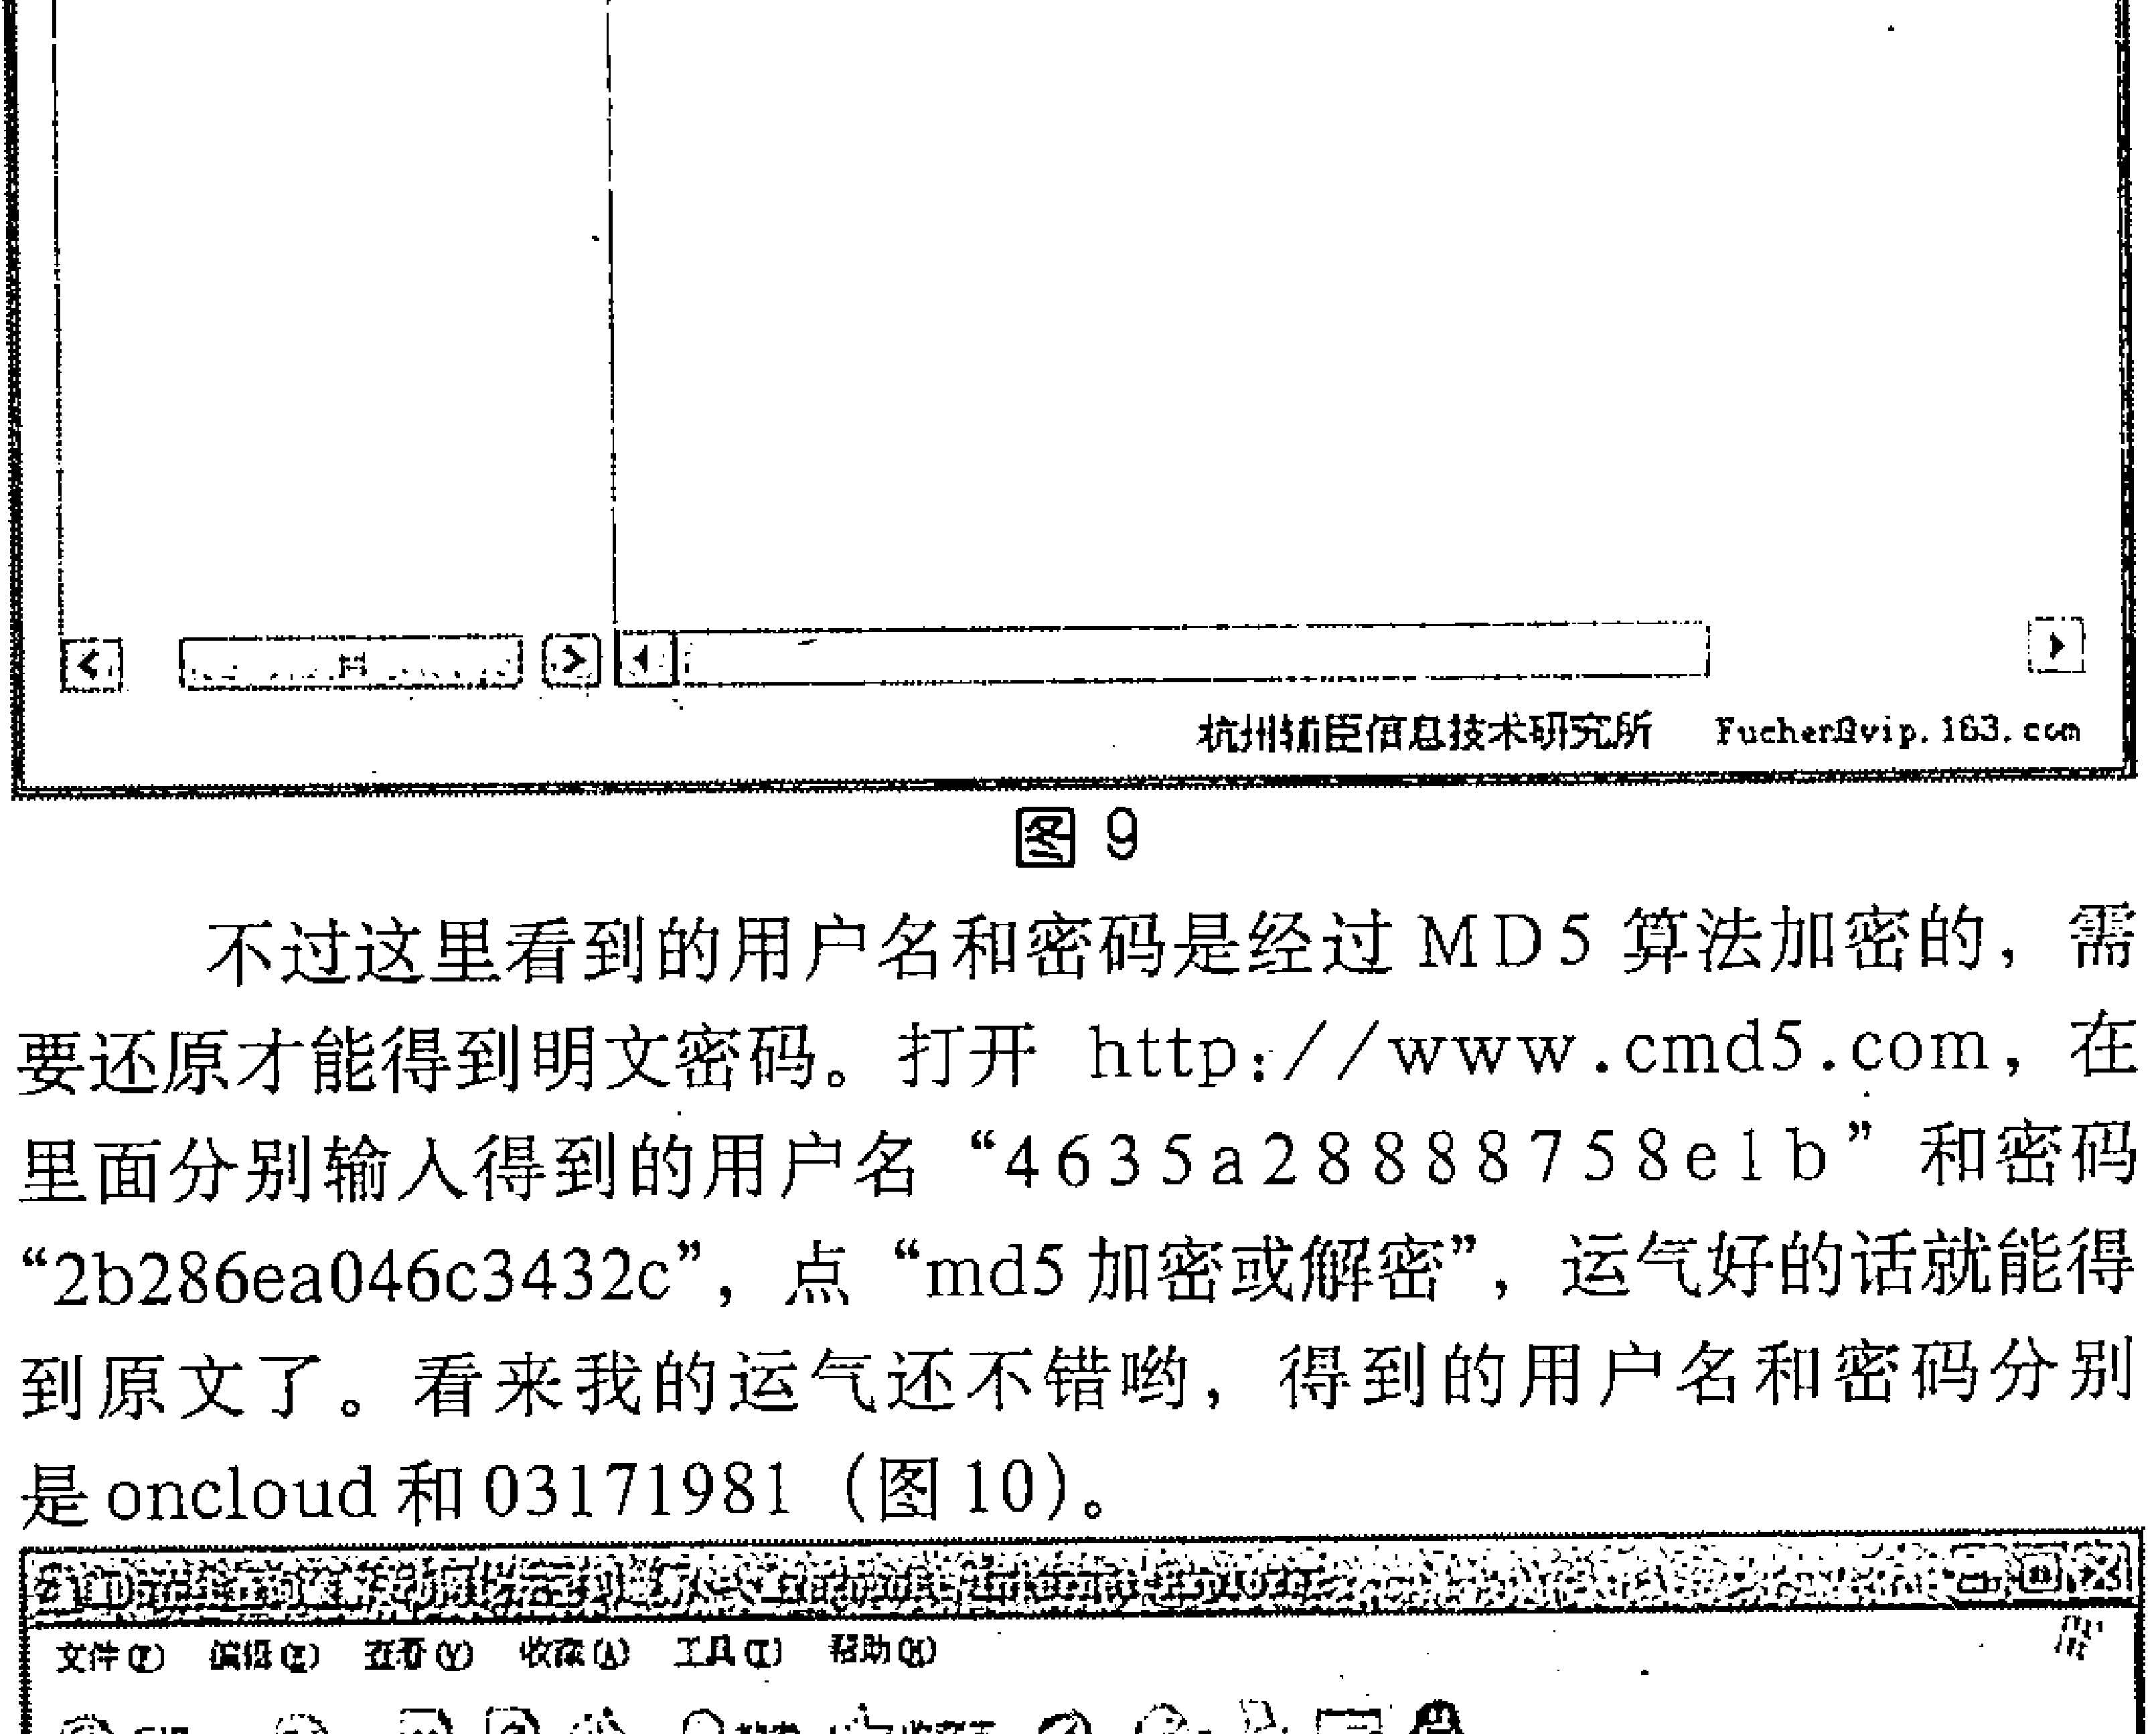 杭州辅臣信息技术研究所 Fucher@vip.163.com
图 9
不过这里看到的用户名和密码是经过 MD5 算法加密的，需
要还原才能得到明文密码。打开 http://www.cmd5.com，在
里面分别输入得到的用户名“4635a28888758e1b”和密码
“2b286ea046c3432c”，点“md5 加密或解密”，运气好的话就能得
到原文了。看来我的运气还不错哟，得到的用户名和密码分别
是 oncloud 和 03171981（图 10）。
文件(F) 编辑(E) 查看(V) 收藏(A) 工具(T) 帮助(H)